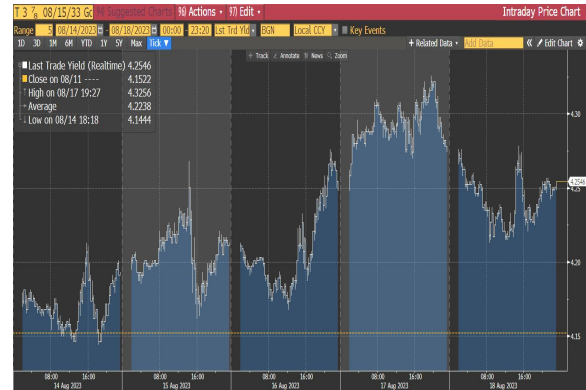 T 3 ⅞ 08/15/33 Go 94) Suggested Charts 96) Actions 97) Edit Intraday Price Chart
Range 5 08/14/2023 - 08/18/2023 00:00 - 23:20 Lst Trd Yld BGN Local CCY Key Events
1D 3D 1M 6M YTD 1Y 5Y Max Tick ▼ + Related Data Add Data « Edit Chart
+ Track Annotate News Zoom
Last Trade Yield (Realtime) 4.2546
Close on 08/11 ---- 4.1522
High on 08/17 19:27 4.3256
Average 4.2238
Low on 08/14 18:18 4.1444
4.30
4.2546
4.25
4.20
4.15
08:00 16:00 08:00 16:00 08:00 16:00 08:00 16:00 08:00 16:00
14 Aug 2023 15 Aug 2023 16 Aug 2023 17 Aug 2023 18 Aug 2023